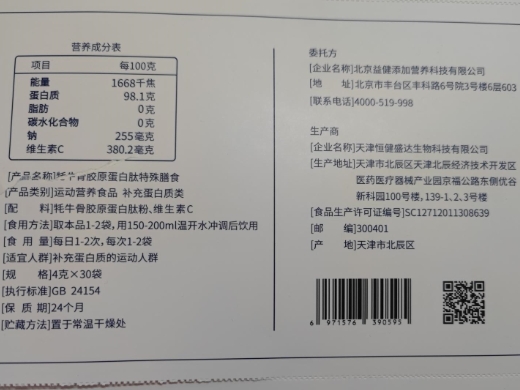 营养成分表
项目 每100克
能量 1668千焦
蛋白质 98.1克
脂肪 0克
碳水化合物 0克
钠 255毫克
维生素C 380.2毫克
[产品名称]牦牛骨胶原蛋白肽特殊膳食
[产品类别]运动营养食品 补充蛋白质类
[配 料]牦牛骨胶原蛋白肽粉、维生素C
[食用方法]取本品1-2袋,用150-200ml温开水冲调后饮用
[食 用 量]每日1-2次,每次1-2袋
[适宜人群]补充蛋白质的运动人群
[规 格]4克×30袋
[执行标准]GB 24154
[保 质 期]24个月
[贮藏方法]置于常温干燥处
委托方
[企业名称]北京益健添加营养科技有限公司
[地 址]北京市丰台区丰科路6号院3号楼6层603
[联系电话]4000-519-998
生产商
[企业名称]天津恒健盛达生物科技有限公司
[生产地址]天津市北辰区天津北辰经济技术开发区
医药医疗器械产业园京福公路东侧优谷
新科园100号楼,139-1、2、3号楼
[食品生产许可证编号]SC12712011308639
[邮 编]300401
[产 地]天津市北辰区
6 971576 390595